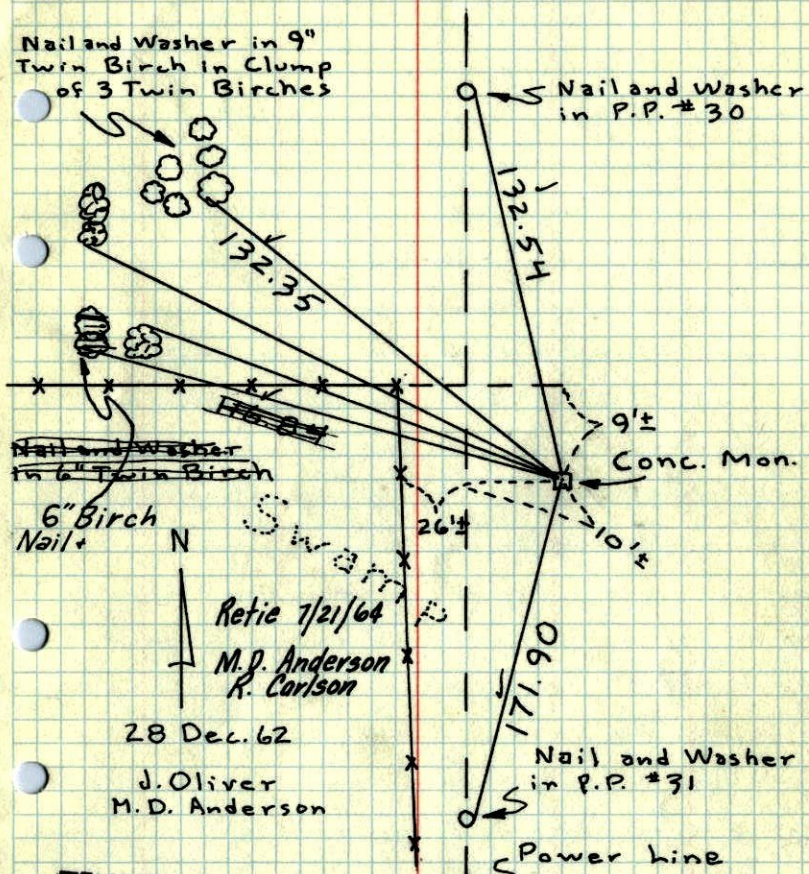 Nail and Washer in 9"
Twin Birch in Clump
of 3 Twin Birches
Nail and Washer
in P.P. #30
132.54
132.35
9'±
Conc. Mon.
Nail and Washer
in 6" Twin Birch
6" Birch
Nail+
26'±
10'±
Swamp
N
Retie 7/21/64
M.D. Anderson
R. Carlson
171.90
28 Dec. 62
J. Oliver
M.D. Anderson
Nail and Washer
in P.P. #31
Power Line